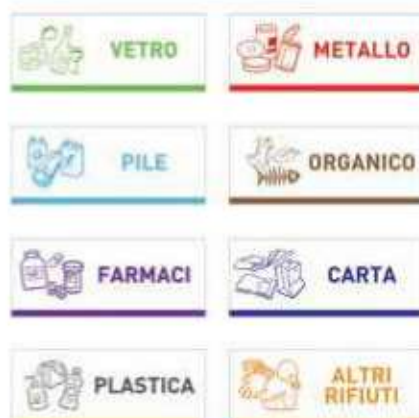 VETRO
METALLO
PILE
ORGANICO
FARMACI
CARTA
PLASTICA
ALTRI
RIFIUTI